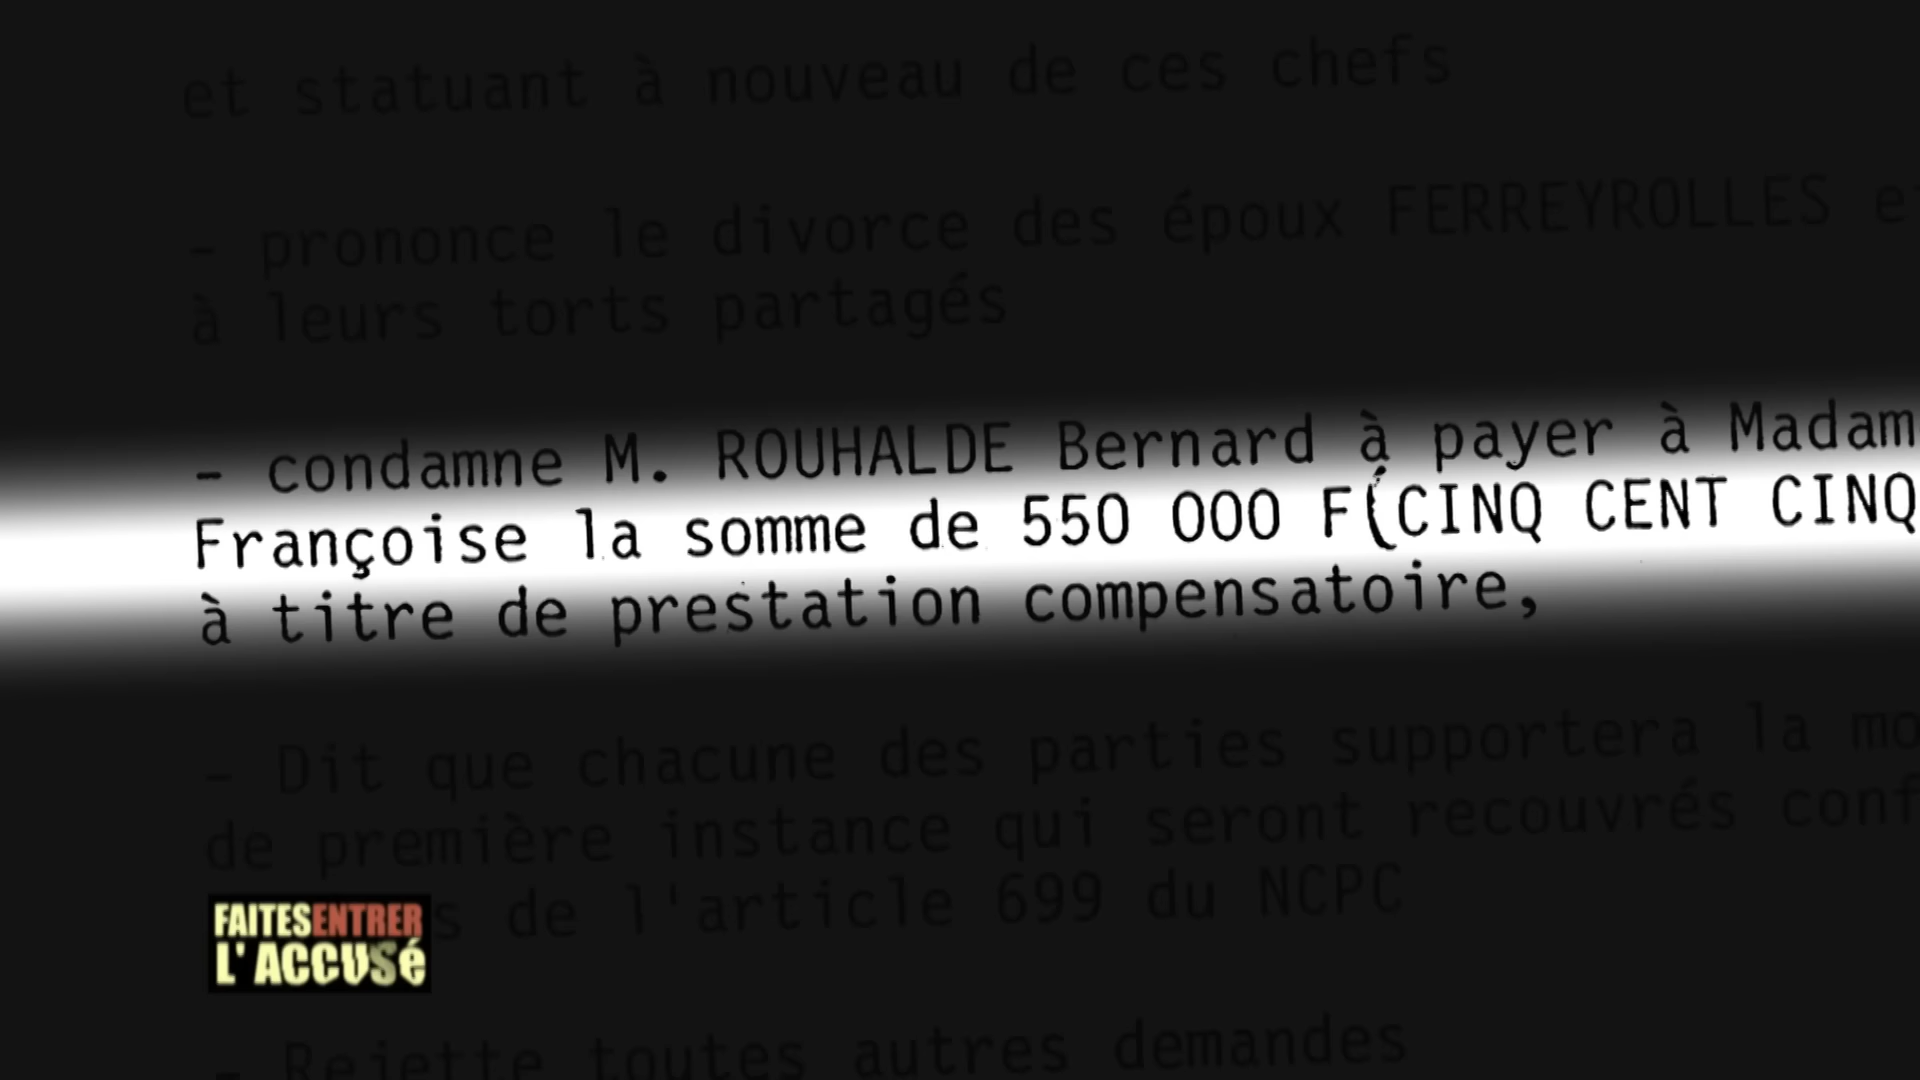 et statuant à nouveau de ces chefs
- prononce le divorce des époux FERREYROLLES
à leurs torts partagés
- condamne M. ROUHALDE Bernard à payer à Madam
Françoise la somme de 550 000 F(CINQ CENT CINQ
à titre de prestation compensatoire,
- Dit que chacune des parties supportera la mo
de première instance qui seront recouvrés conf
s de l'article 699 du NCPC
- Rejette toutes autres demandes
FAITES ENTRER
L'ACCUSé